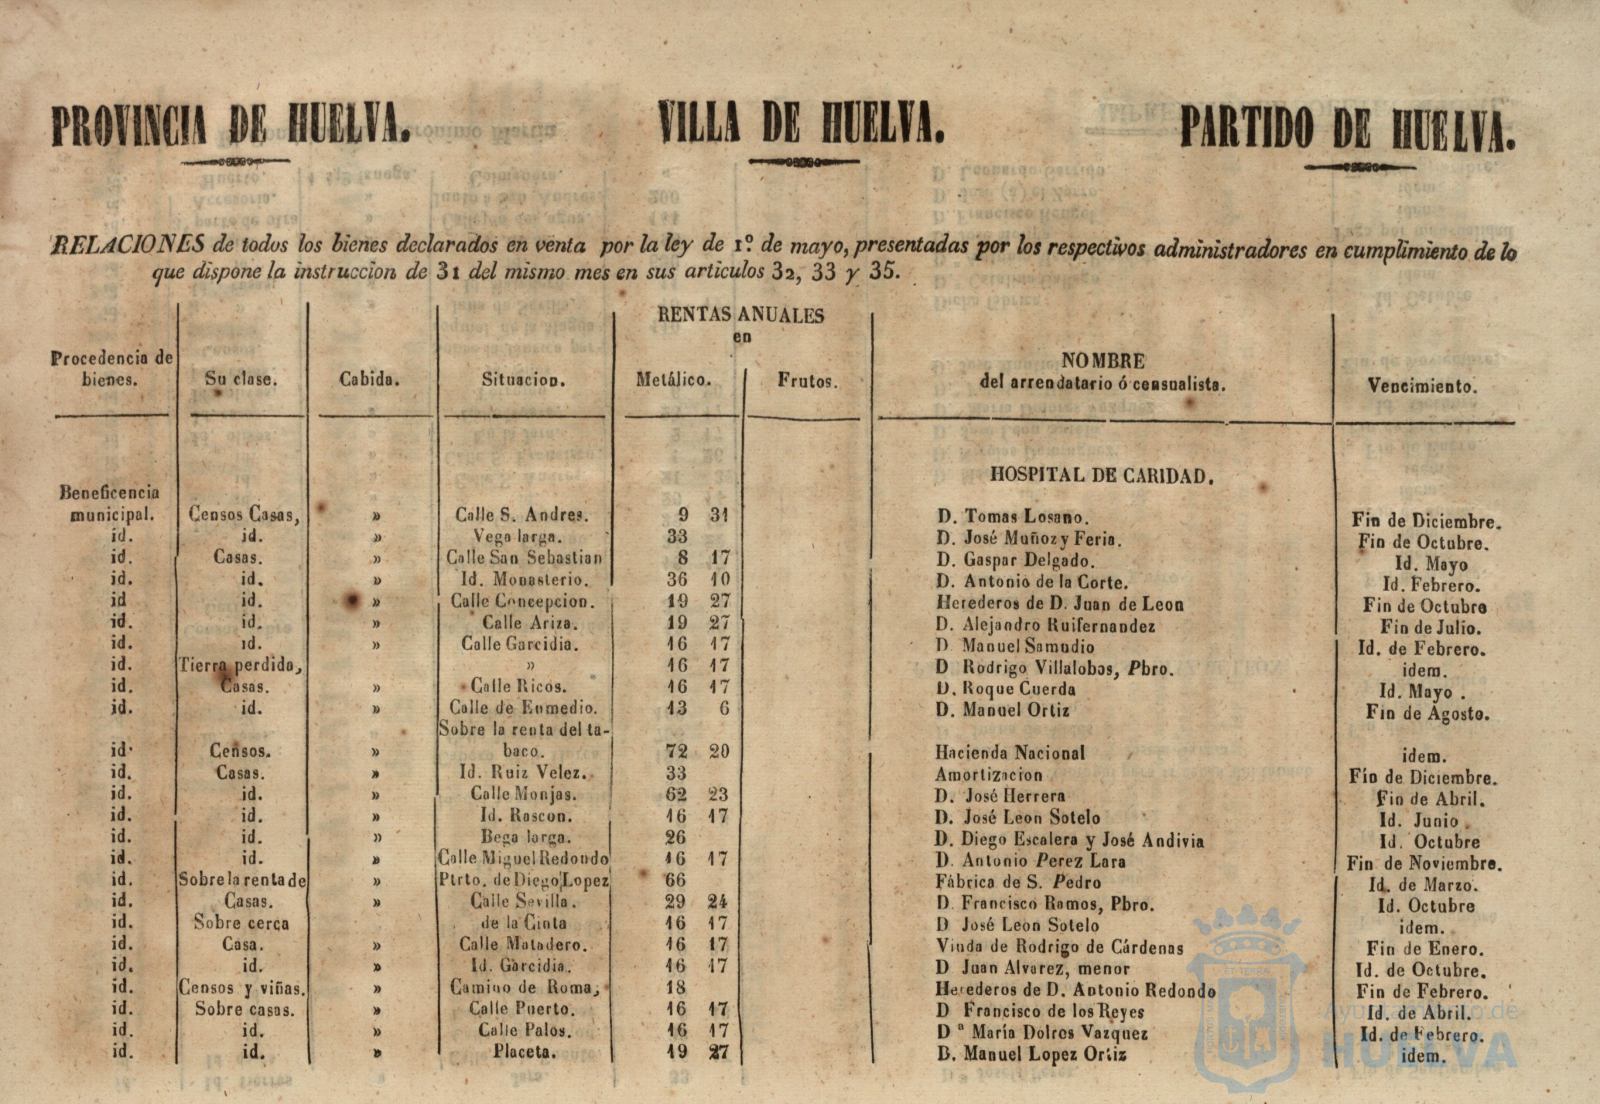 PROVINCIA DE HUELVA. VILLA DE HUELVA. PARTIDO DE HUELVA.
RELACIONES de todos los bienes declarados en venta por la ley de 1º. de mayo, presentadas por los respectivos administradores en cumplimiento de lo
que dispone la instruccion de 31 del mismo mes en sus articulos 32, 33 y 35.
RENTAS ANUALES
en
Procedencia de bienes. Su clase. Cabida. Situacion. Metálico. Frutos. NOMBRE del arrendatario ó censualista. Vencimiento.
HOSPITAL DE CARIDAD.
Beneficencia
municipal. Censos Casas, » Calle S. Andres. 9 31 D. Tomas Losano. Fin de Diciembre.
id. id. » Vega larga. 33 D. José Muñoz y Feria. Fin de Octubre.
id. Casas. » Calle San Sebastian 8 17 D. Gaspar Delgado. Id. Mayo
id. id. » Id. Monasterio. 36 10 D. Antonio de la Corte. Id. Febrero.
id id. » Calle Concepcion. 19 27 Herederos de D. Juan de Leon Fin de Octubre
id. id. » Calle Ariza. 19 27 D. Alejandro Ruifernandez Fin de Julio.
id. id. » Calle Garcidia. 16 17 D Manuel Samudio Id. de Febrero.
id. Tierra perdida, » 16 17 D Rodrigo Villalobos, Pbro. idem.
id. Casas. » Calle Ricos. 16 17 D. Roque Cuerda Id. Mayo .
id. id. » Calle de Enmedio. 13 6 D. Manuel Ortiz Fin de Agosto.
Sobre la renta del ta-
id. Censos. » baco. 72 20 Hacienda Nacional idem.
id. Casas. » Id. Ruiz Velez. 33 Amortizacion Fin de Diciembre.
id. id. » Calle Monjas. 62 23 D. José Herrera Fin de Abril.
id. id. » Id. Rascon. 16 17 D. José Leon Sotelo Id. Junio
id. id. » Bega larga. 26 D. Diego Escalera y José Andivia Id. Octubre
id. id. » Calle Miguel Redondo 16 17 D. Antonio Perez Lara Fin de Noviembre.
id. Sobre la renta de » Ptrto. de Diego Lopez 66 Fábrica de S. Pedro Id. de Marzo.
id. Casas. » Calle Sevilla. 29 24 D. Francisco Ramos, Pbro. Id. Octubre
id. Sobre cerca de la Cinta 16 17 D José Leon Sotelo idem.
id. Casa. » Calle Matadero. 16 17 Viuda de Rodrigo de Cárdenas Fin de Enero.
id. id. » Id. Garcidia. 16 17 D Juan Alvarez, menor Id. de Octubre.
id. Censos y viñas. » Camino de Roma, 18 Herederos de D. Antonio Redondo Fin de Febrero.
id. Sobre casas. » Calle Puerto. 16 17 D Francisco de los Reyes Id. de Abril.
id. id. » Calle Palos. 16 17 D ª María Dolres Vazquez Id. de Febrero.
id. id. » Placeta. 19 27 D. Manuel Lopez Ortiz idem.
Ayuntamiento de
HUELVA